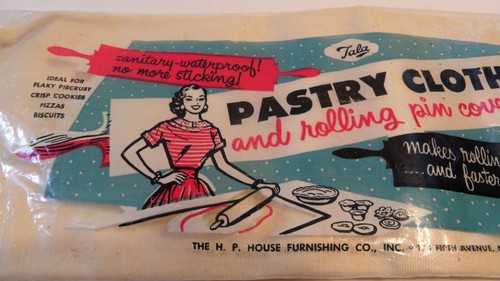 sanitary-waterproof!
no more sticking!
Tala
IDEAL FOR
FLAKY PIECRUST
CRISP COOKIES
PIZZAS
BISCUITS
PASTRY CLOTH
and rolling pin cou
makes rollin
....and faster
THE H. P. HOUSE FURNISHING CO., INC. • FIFTH AVENUE, N